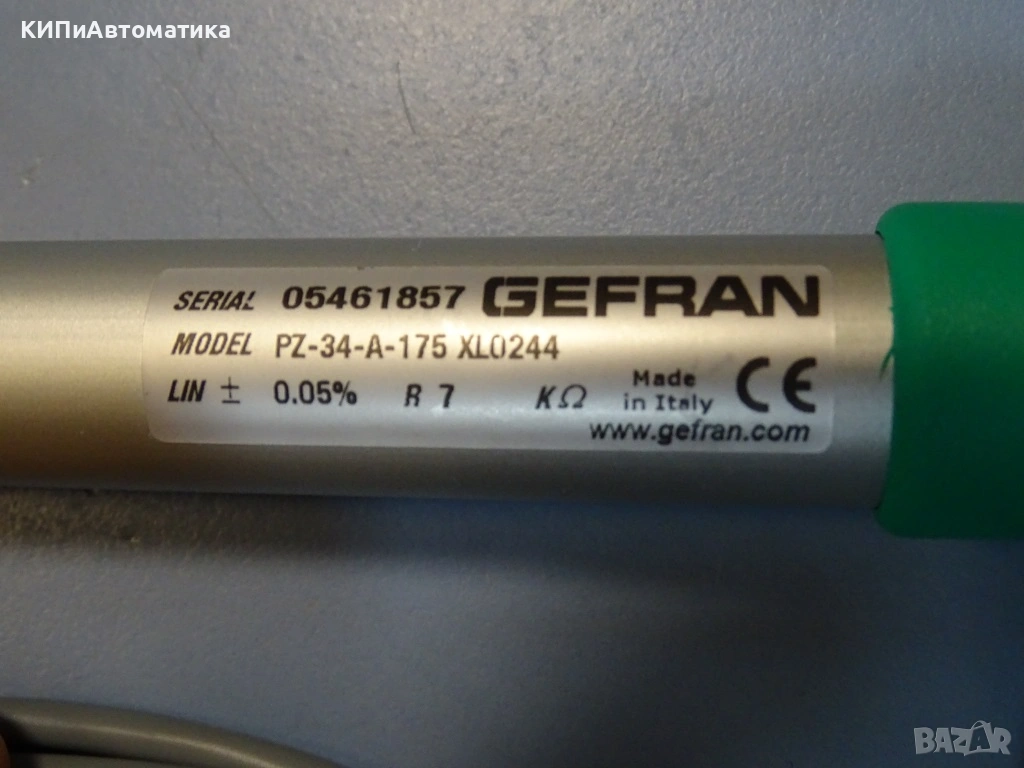 КИПиАвтоматика
SERIAL 05461857 GEFRAN
MODEL PZ-34-A-175 XL0244
LIN ± 0.05% R 7 KΩ Made in Italy CE
www.gefran.com
BAZAR